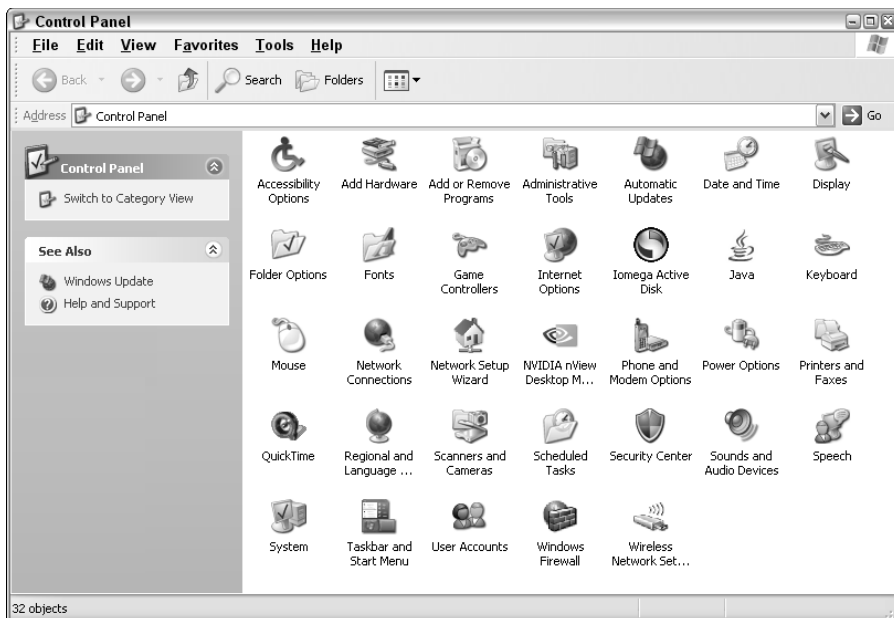 Control Panel
File Edit View Favorites Tools Help
Back Search Folders
Address Control Panel Go
Control Panel
Switch to Category View
See Also
Windows Update
Help and Support
Accessibility Options
Add Hardware
Add or Remove Programs
Administrative Tools
Automatic Updates
Date and Time
Display
Folder Options
Fonts
Game Controllers
Internet Options
Iomega Active Disk
Java
Keyboard
Mouse
Network Connections
Network Setup Wizard
NVIDIA nView Desktop M...
Phone and Modem Options
Power Options
Printers and Faxes
QuickTime
Regional and Language ...
Scanners and Cameras
Scheduled Tasks
Security Center
Sounds and Audio Devices
Speech
System
Taskbar and Start Menu
User Accounts
Windows Firewall
Wireless Network Set...
32 objects